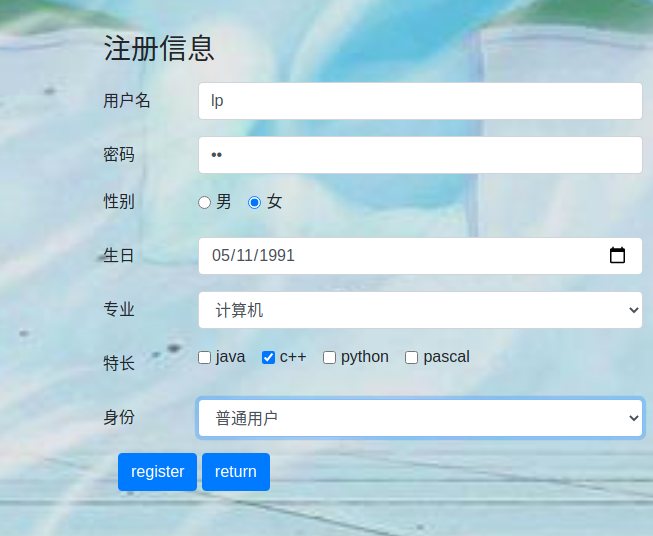 注册信息
用户名 lp
密码 ••
性别 男 女
生日 05/11/1991
专业 计算机
特长 java c++ python pascal
身份 普通用户
register return